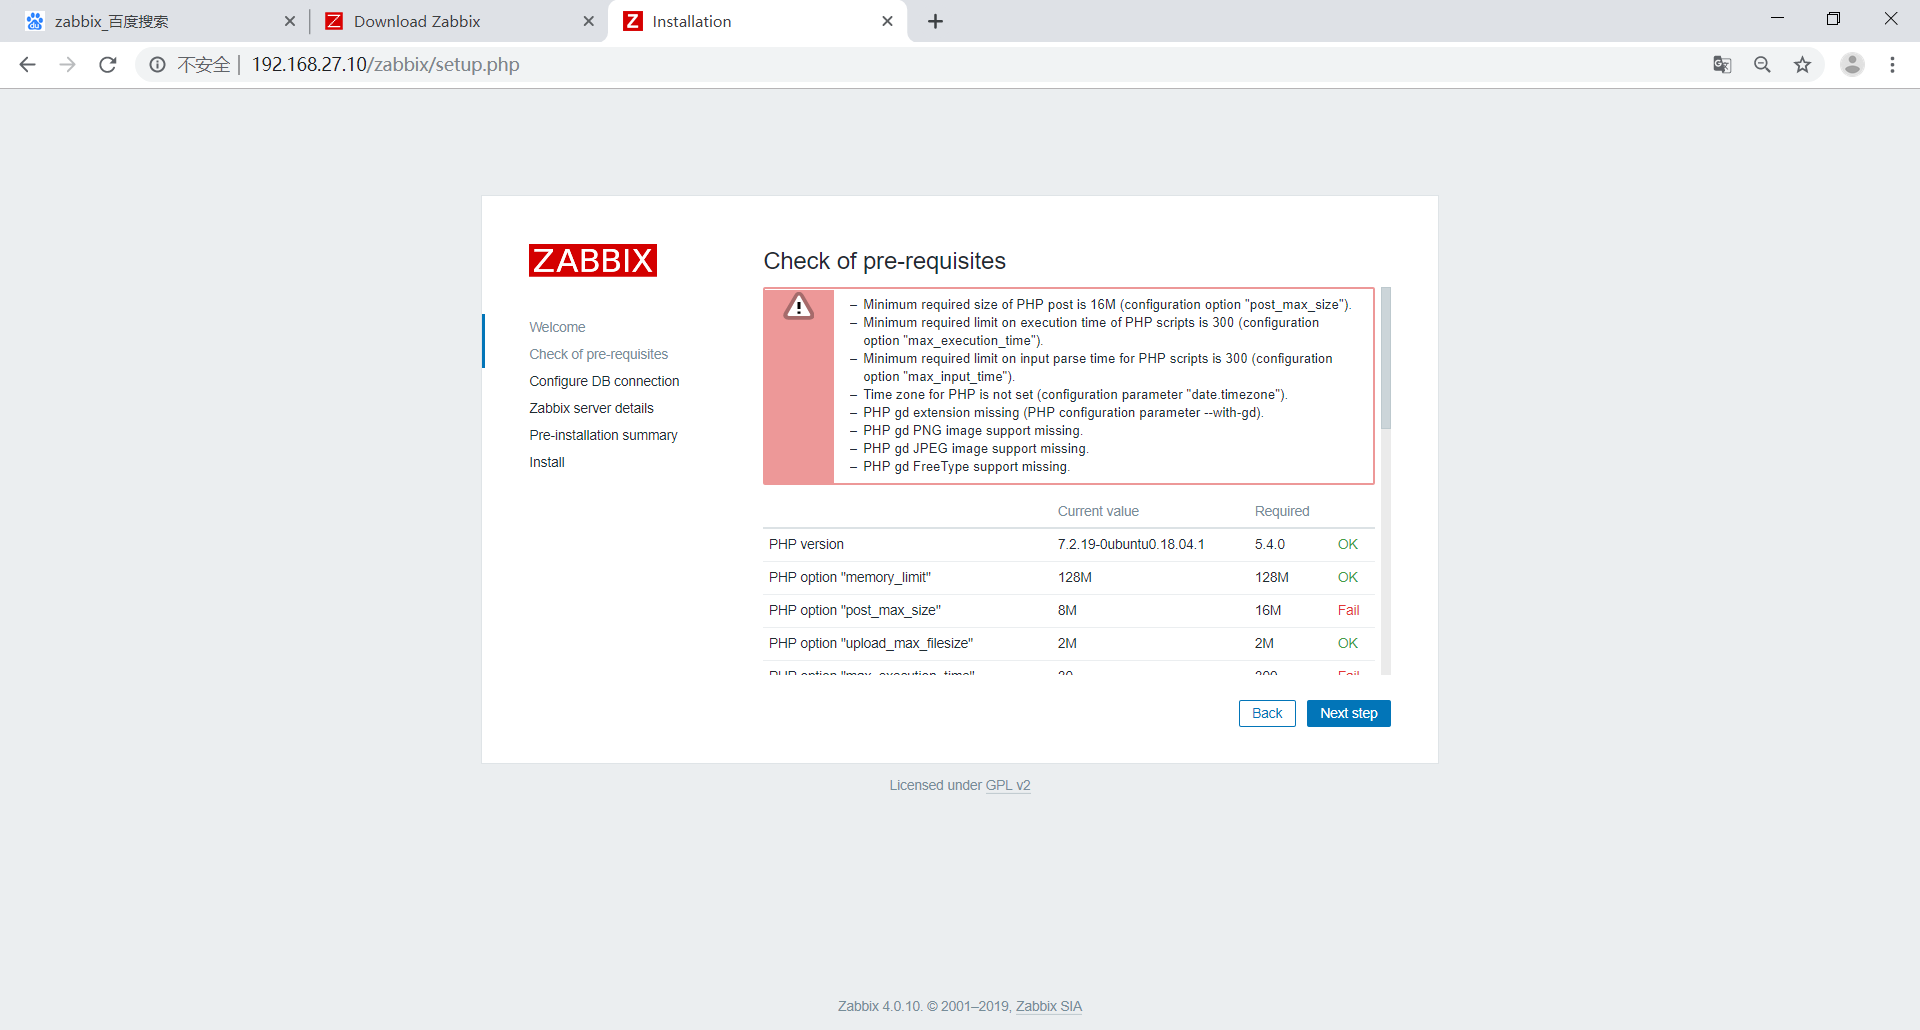 zabbix_百度搜索
Download Zabbix
Installation
不安全 | 192.168.27.10/zabbix/setup.php
ZABBIX
Welcome
Check of pre-requisites
Configure DB connection
Zabbix server details
Pre-installation summary
Install
Check of pre-requisites
– Minimum required size of PHP post is 16M (configuration option "post_max_size").
– Minimum required limit on execution time of PHP scripts is 300 (configuration
option "max_execution_time").
– Minimum required limit on input parse time for PHP scripts is 300 (configuration
option "max_input_time").
– Time zone for PHP is not set (configuration parameter "date.timezone").
– PHP gd extension missing (PHP configuration parameter --with-gd).
– PHP gd PNG image support missing.
– PHP gd JPEG image support missing.
– PHP gd FreeType support missing.
Current value Required
PHP version 7.2.19-0ubuntu0.18.04.1 5.4.0 OK
PHP option "memory_limit" 128M 128M OK
PHP option "post_max_size" 8M 16M Fail
PHP option "upload_max_filesize" 2M 2M OK
PHP option "max_execution_time" 30 300 Fail
Back
Next step
Licensed under GPL v2
Zabbix 4.0.10. © 2001–2019, Zabbix SIA